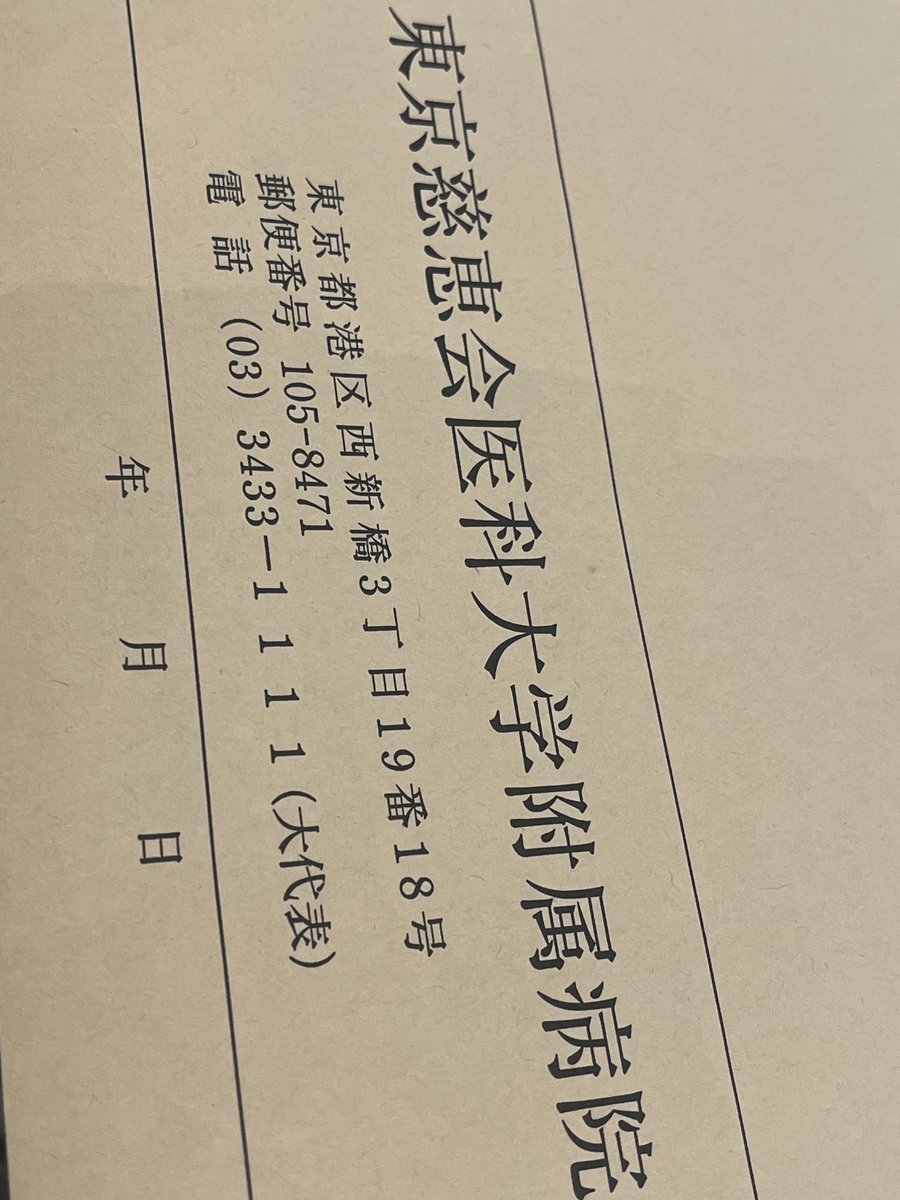 東京慈恵会医科大学附属病院
東京都港区西新橋3丁目19番18号
郵便番号 105-8471
電話 (03) 3433-1111(大代表)
年 月 日